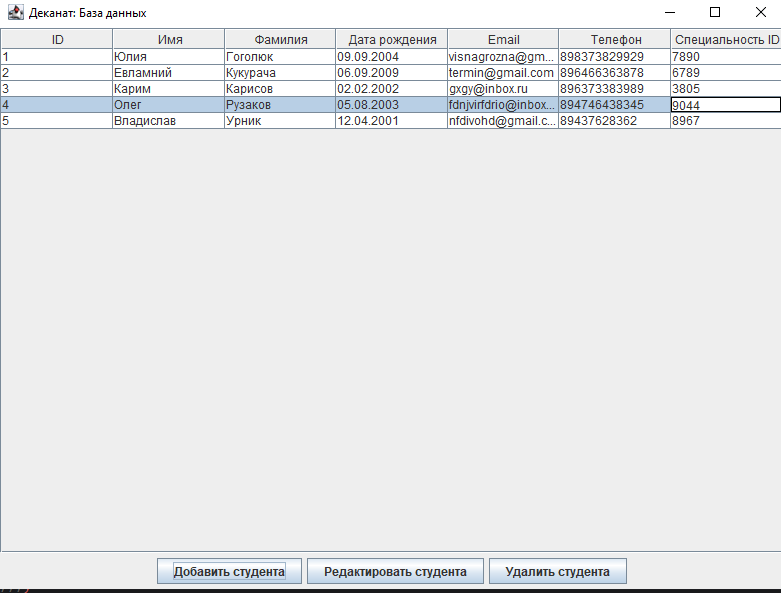 Деканат: База данных
ID Имя Фамилия Дата рождения Email Телефон Специальность ID
1 Юлия Гоголюк 09.09.2004 visnagrozna@gm... 898373829929 7890
2 Евламний Кукурача 06.09.2009 termin@gmail.com 896466363878 6789
3 Карим Карисов 02.02.2002 gxgy@inbox.ru 896373383989 3805
4 Олег Рузаков 05.08.2003 fdnjvirfdrio@inbox... 894746438345 9044
5 Владислав Урник 12.04.2001 nfdivohd@gmail.c... 89437628362 8967
Добавить студента Редактировать студента Удалить студента